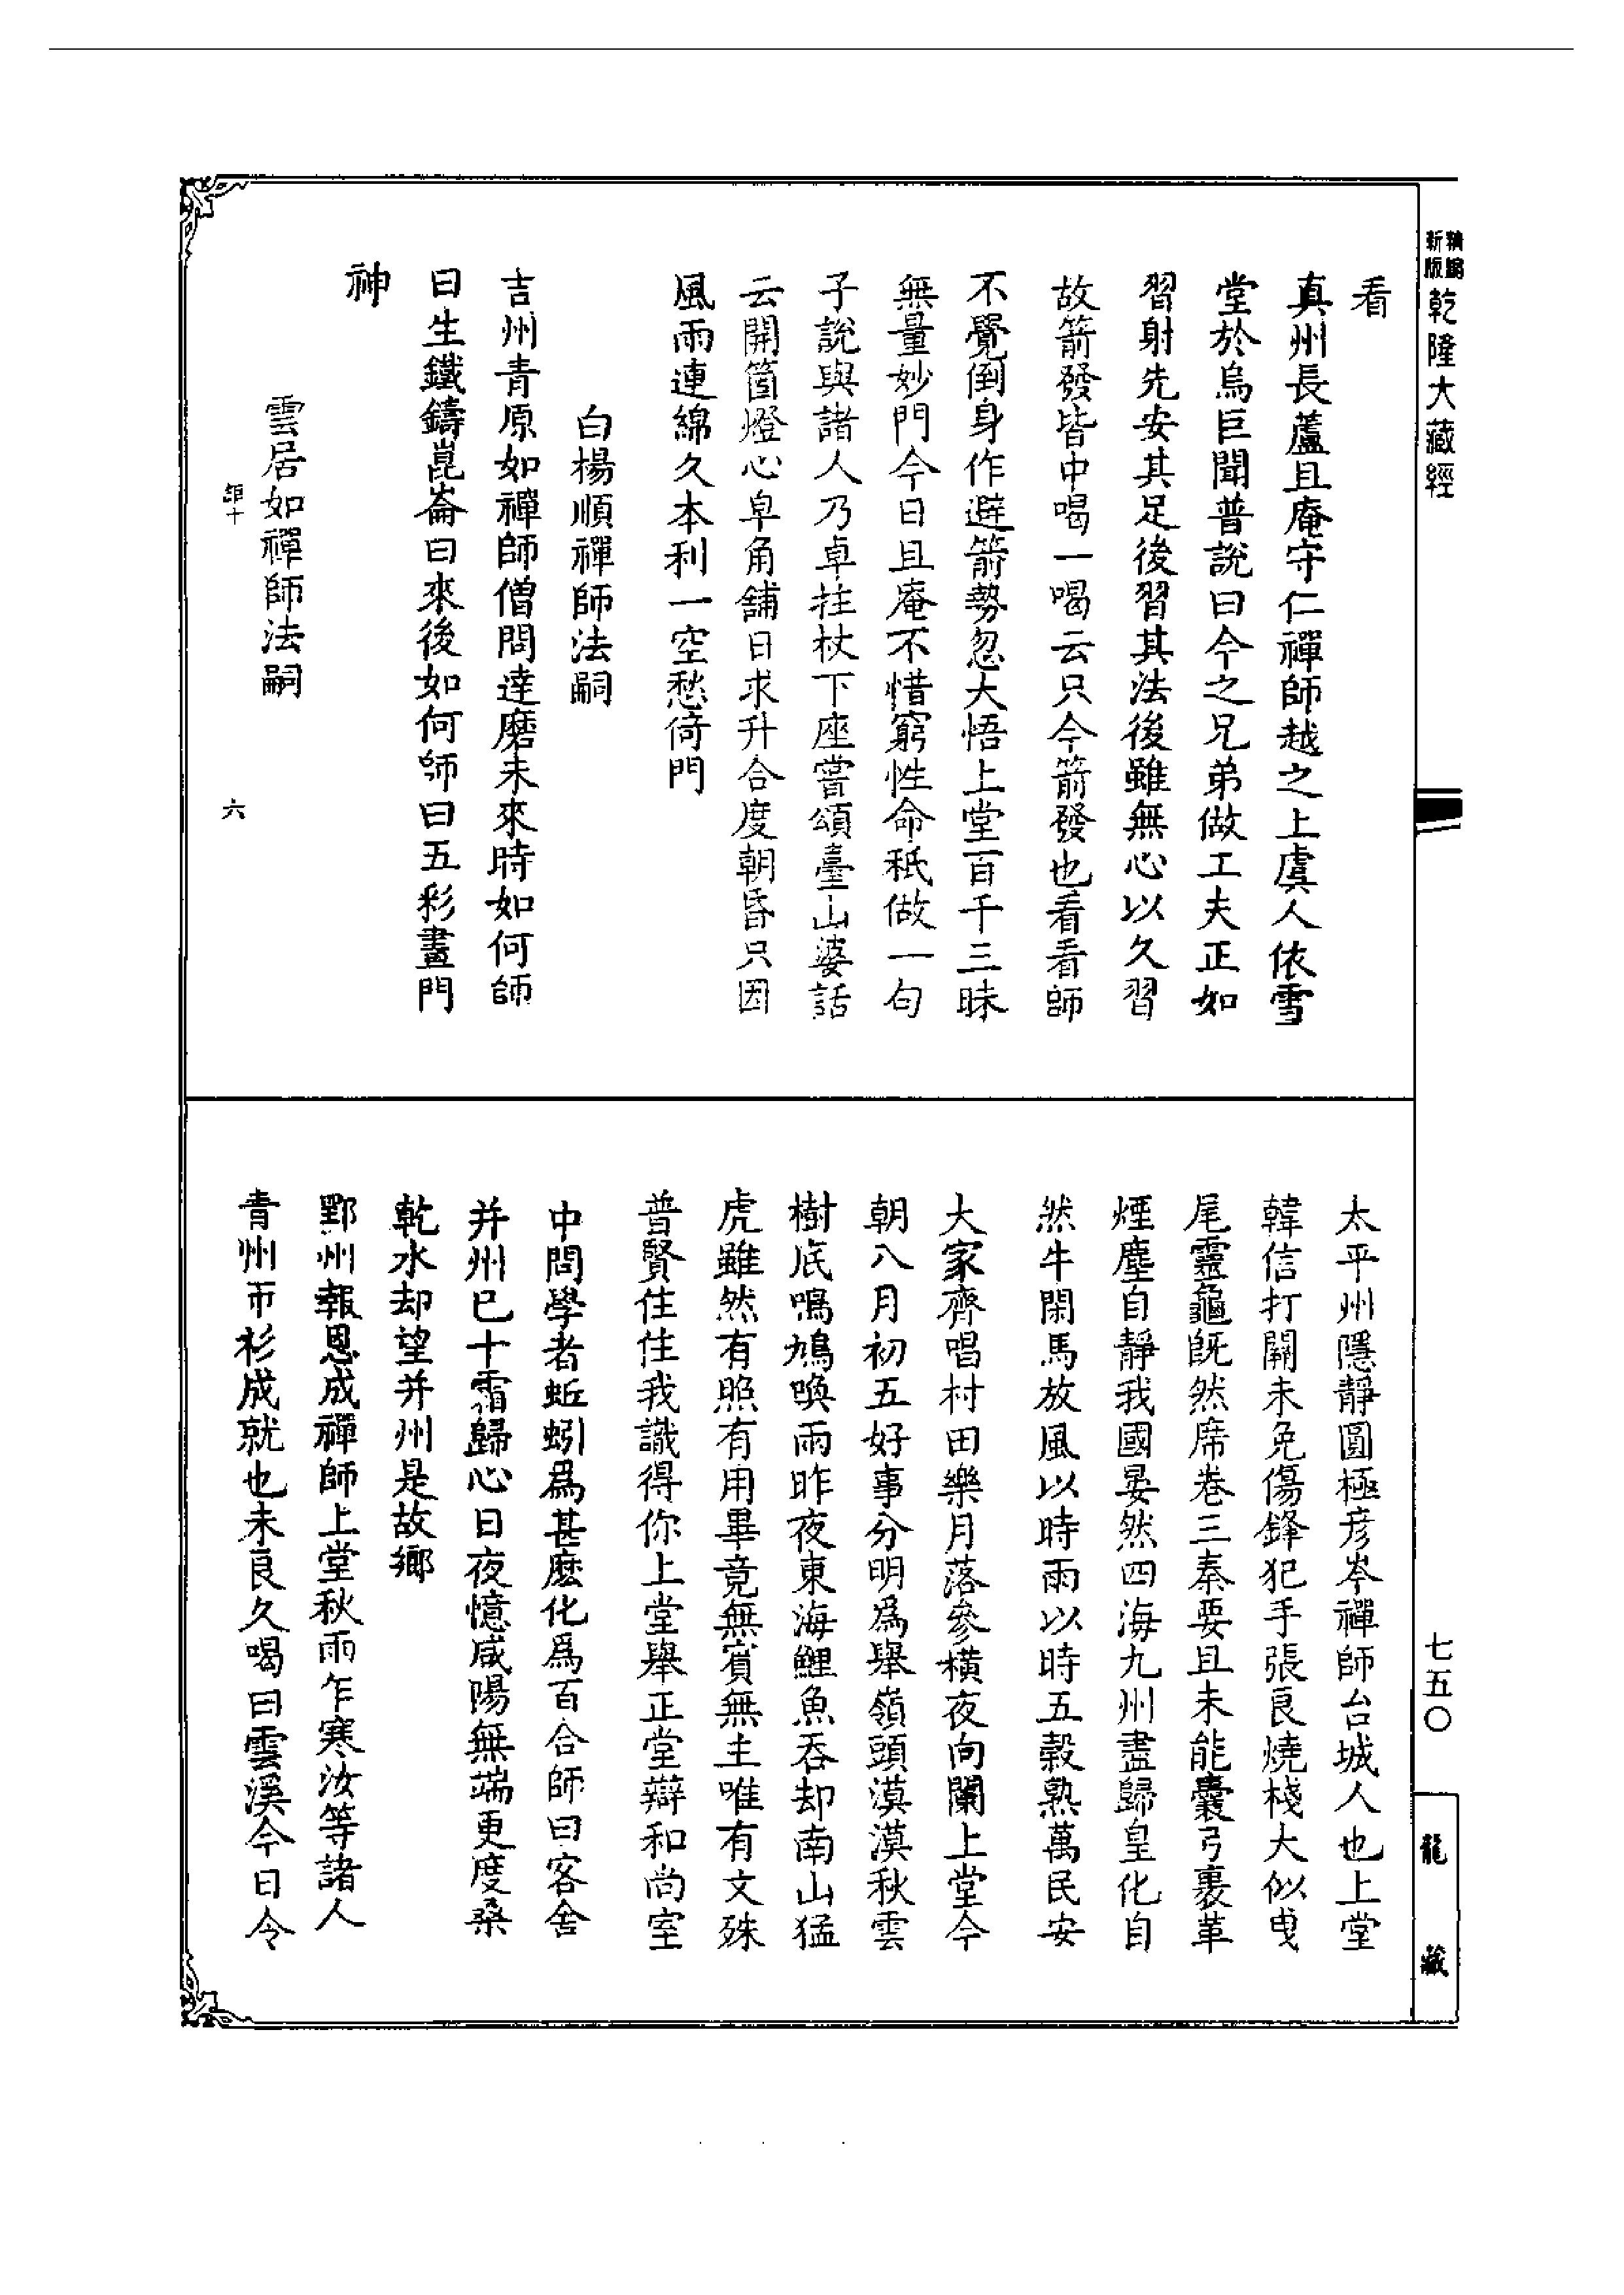 精縮
新版
乾隆大藏經
看
真州長蘆且庵守仁禪師越之上虞人依雪
堂於烏巨聞普說曰今之兄弟做工夫正如
習射先安其足後習其法後雖無心以久習
故箭發皆中喝一喝云只今箭發也看看師
不覺倒身作避箭勢忽大悟上堂百千三昧
無量妙門今日且庵不惜窮性命秖做一句
子說與諸人乃卓拄杖下座嘗頌臺山婆話
云開箇燈心皁角舖日求升合度朝昏只因
風雨連綿久本利一空愁倚門
白楊順禪師法嗣
吉州青原如禪師僧問達磨未來時如何師
曰生鐵鑄崑崙曰來後如何師曰五彩畫門
神
雲居如禪師法嗣
六
七五〇
龍藏
太平州隱靜圓極彥岑禪師台城人也上堂
韓信打關未免傷鋒犯手張良燒棧大似曳
尾靈龜旣然席卷三秦要且未能囊弓裹革
煙塵自靜我國晏然四海九州盡歸皇化自
然牛閑馬放風以時雨以時五穀熟萬民安
大家齊唱村田樂月落參橫夜向闌上堂今
朝八月初五好事分明爲舉嶺頭漠漠秋雲
樹底鳴鳩喚雨昨夜東海鯉魚吞却南山猛
虎雖然有照有用畢竟無賓無主唯有文殊
普賢住住我識得你上堂舉正堂辯和尚室
中問學者蚯蚓爲甚麽化爲百合師曰客舍
并州已十霜歸心日夜憶咸陽無端更度桑
乾水却望并州是故鄉
鄂州報恩成禪師上堂秋雨乍寒汝等諸人
青州布衫成就也未良久喝曰雲溪今日令